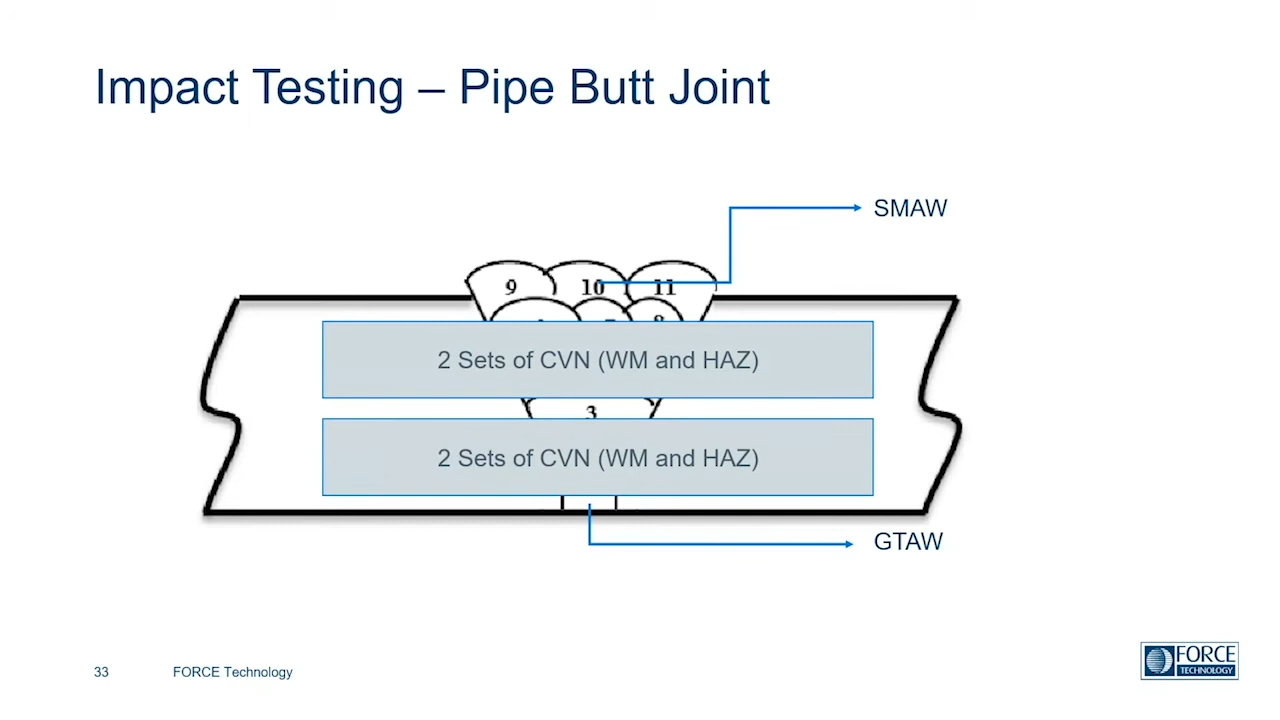 Impact Testing – Pipe Butt Joint
SMAW
9 10 11
8
2 Sets of CVN (WM and HAZ)
3
2 Sets of CVN (WM and HAZ)
GTAW
33 FORCE Technology
FORCE
TECHNOLOGY